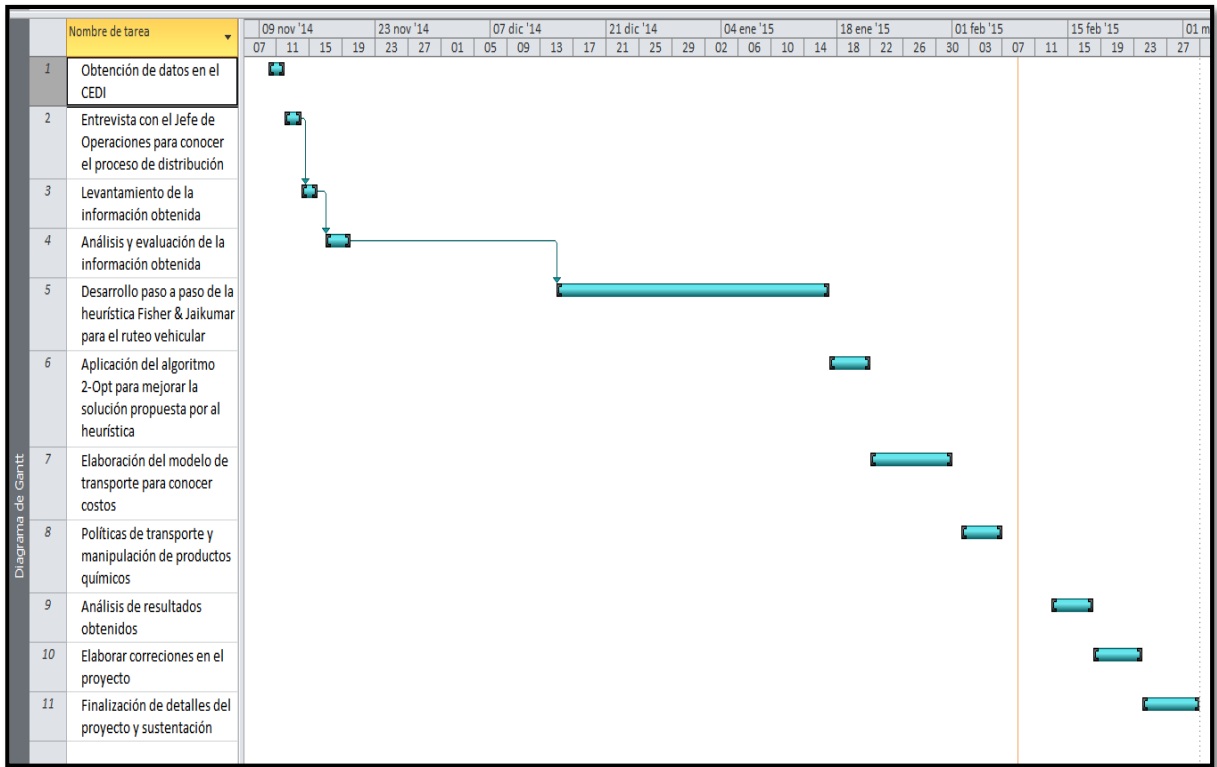 Nombre de tarea
09 nov '14 23 nov '14 07 dic '14 21 dic '14 04 ene '15 18 ene '15 01 feb '15 15 feb '15 01 m
07 11 15 19 23 27 01 05 09 13 17 21 25 29 02 06 10 14 18 22 26 30 03 07 11 15 19 23 27
1 Obtención de datos en el
CEDI
2 Entrevista con el Jefe de
Operaciones para conocer
el proceso de distribución
3 Levantamiento de la
información obtenida
4 Análisis y evaluación de la
información obtenida
5 Desarrollo paso a paso de la
heurística Fisher & Jaikumar
para el ruteo vehicular
6 Aplicación del algoritmo
2-Opt para mejorar la
solución propuesta por al
heurística
7 Elaboración del modelo de
transporte para conocer
costos
8 Políticas de transporte y
manipulación de productos
químicos
9 Análisis de resultados
obtenidos
10 Elaborar correciones en el
proyecto
11 Finalización de detalles del
proyecto y sustentación
Diagrama de Gantt